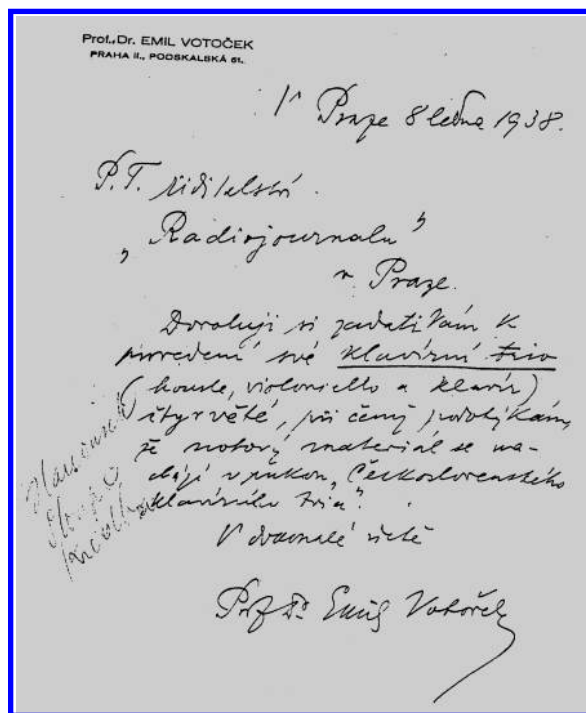 Prof. Dr. EMIL VOTOČEK
PRAHA II., PODSKALSKÁ 61.
V Praze 8 ledna 1938.
P.T. ředitelství
„Radiojournalu"
v Praze.
Dovoluji si zadati Vám k
provedení své klavírní trio
(housle, violoncello a klavír)
čtyrvěté, při čemž podotýkám,
že notový materiál se na-
chází v rukou „Československého
klavírního tria".
V dokonalé úctě
Prof Dr Emil Votoček